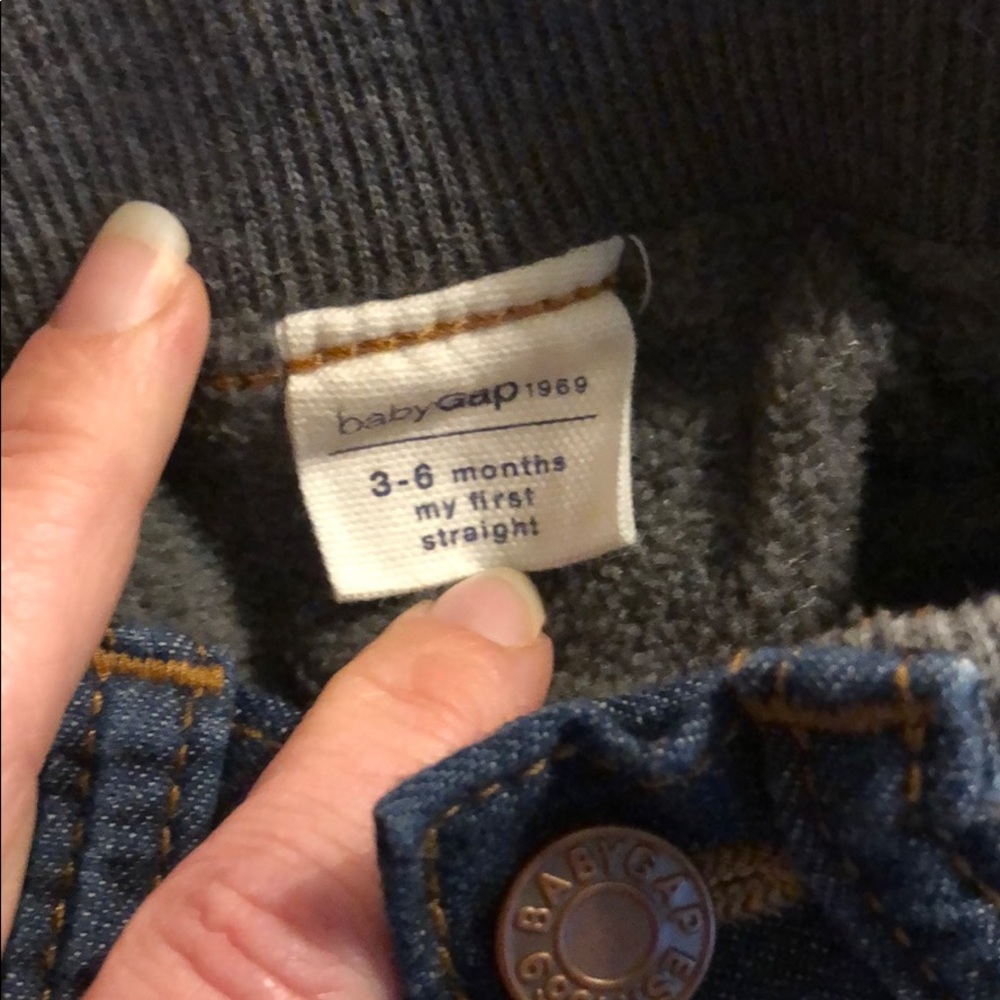 babyGap 1969
3-6 months
my first
straight
BABYGAP